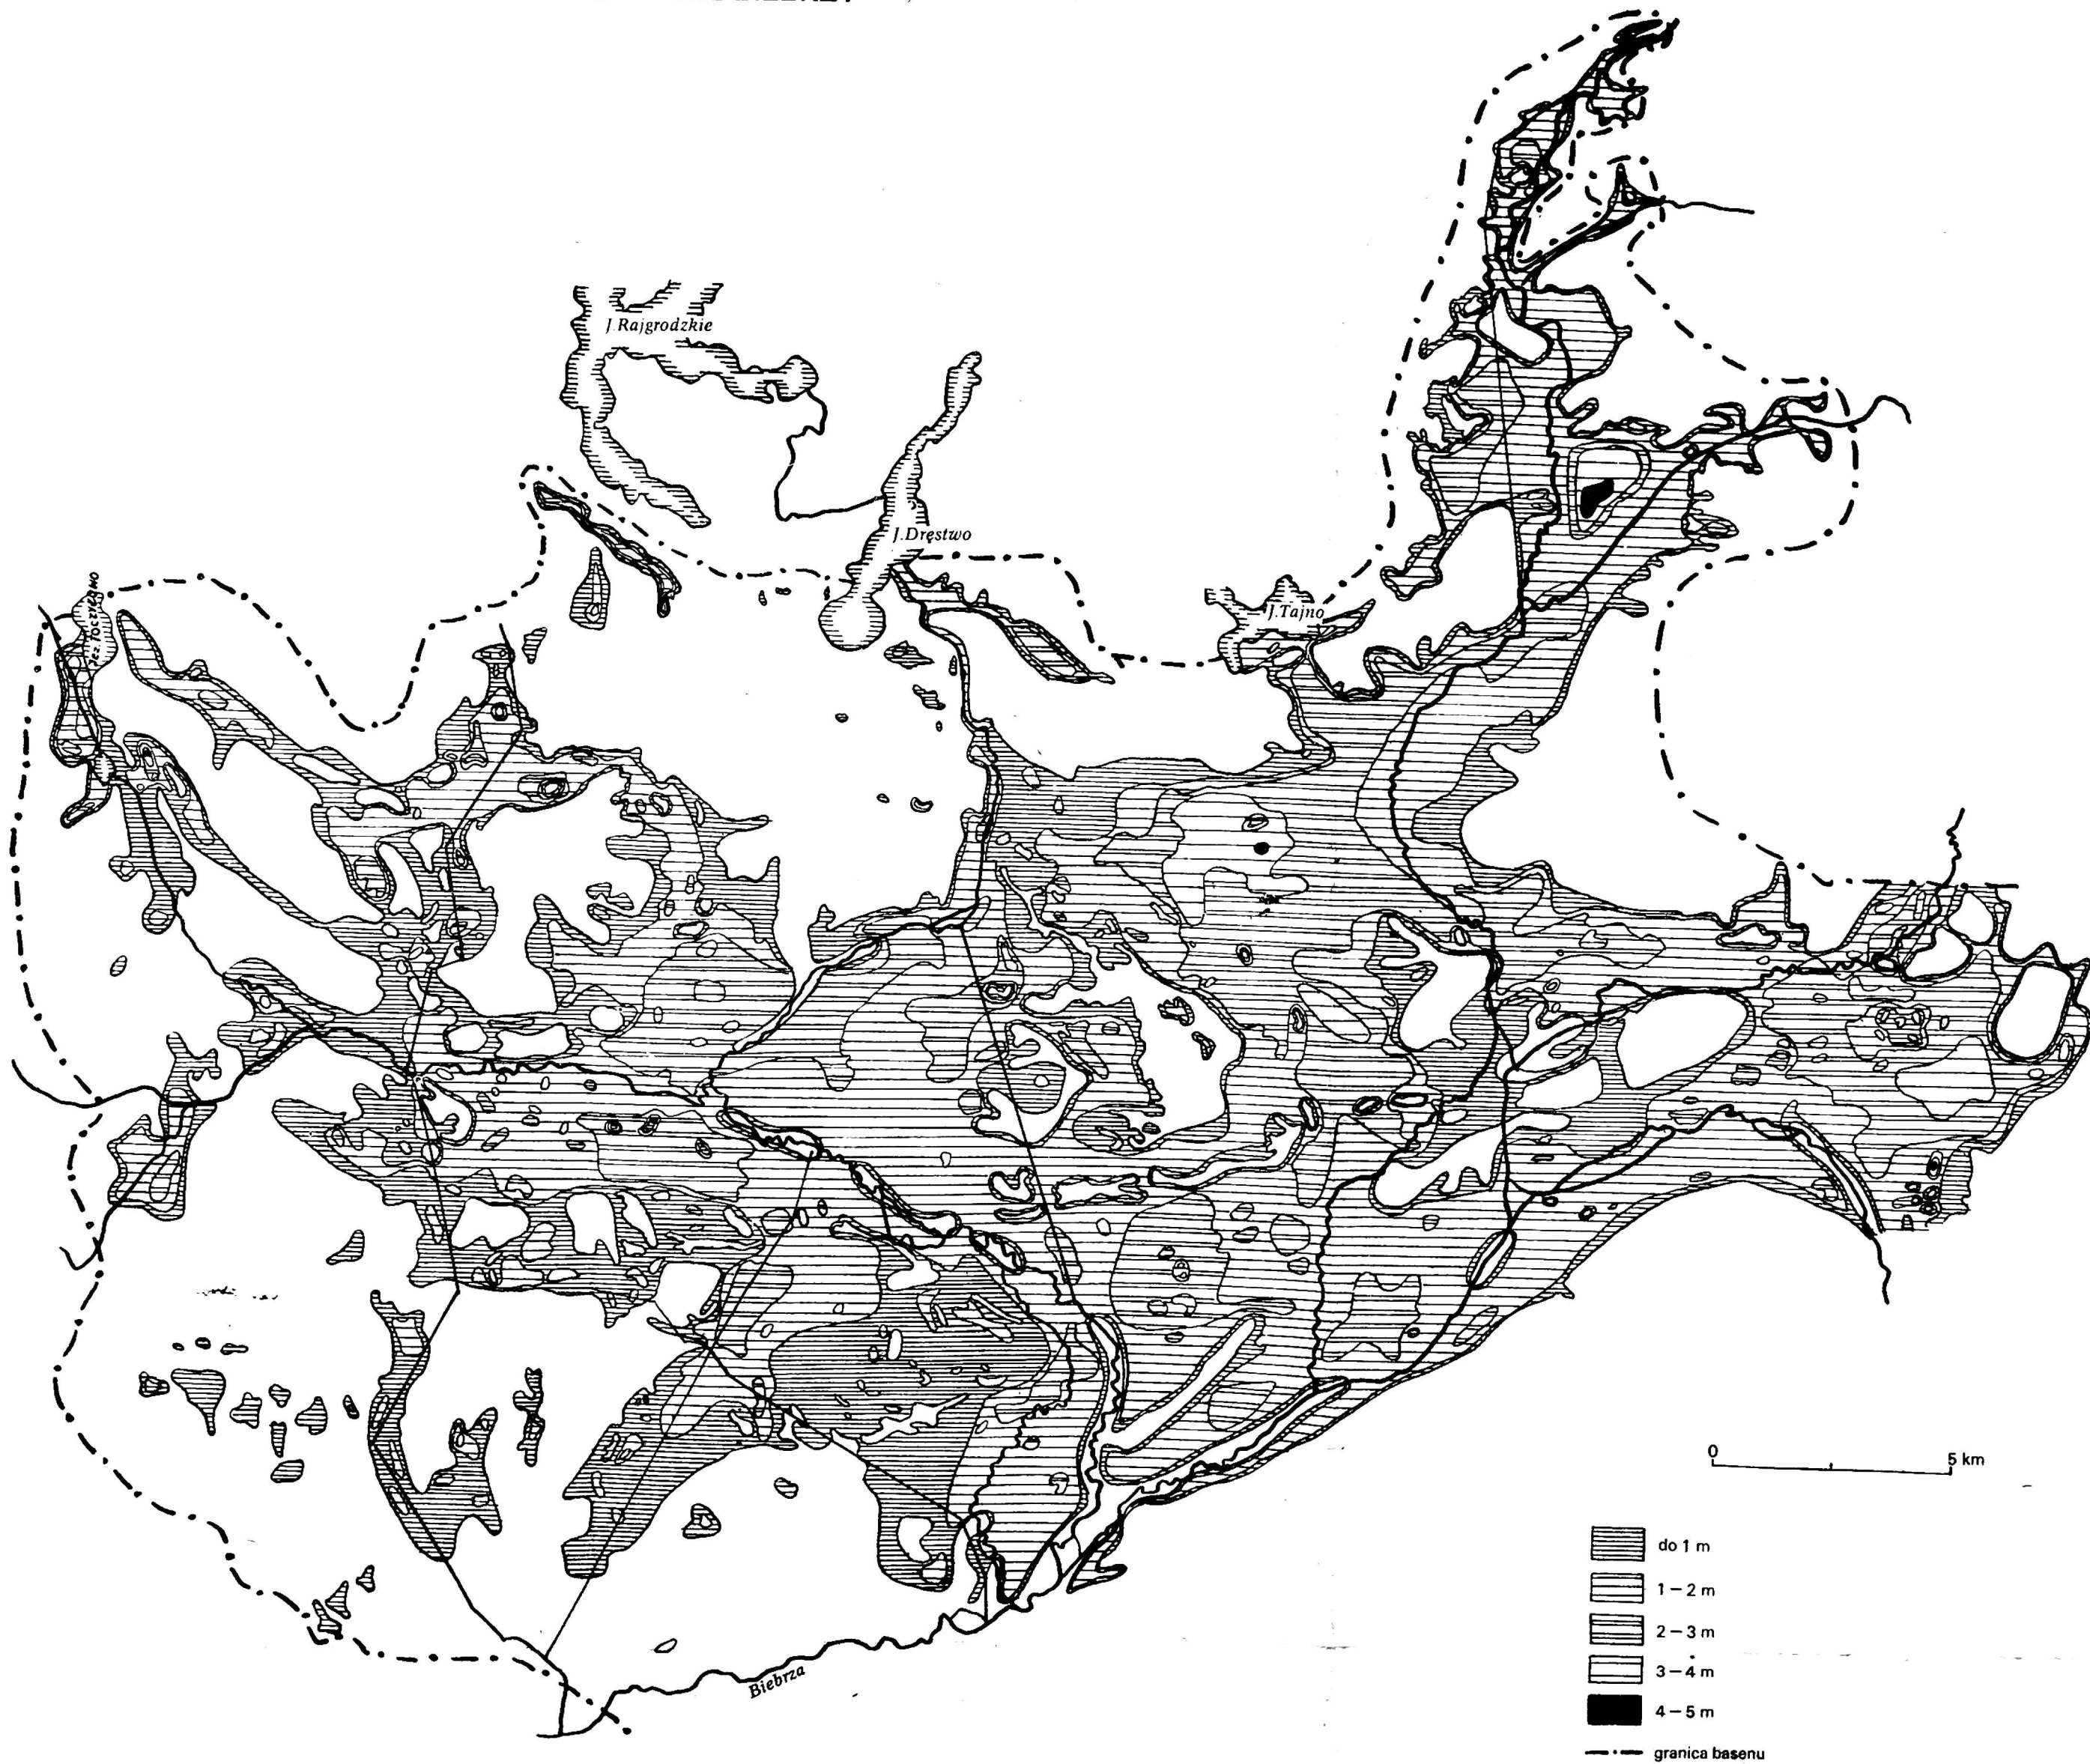 J. Rajgrodzkie
J. Dręstwo
J. Tajno
Biebrza
0 5 km
do 1 m
1 – 2 m
2 – 3 m
3 – 4 m
4 – 5 m
granica basenu